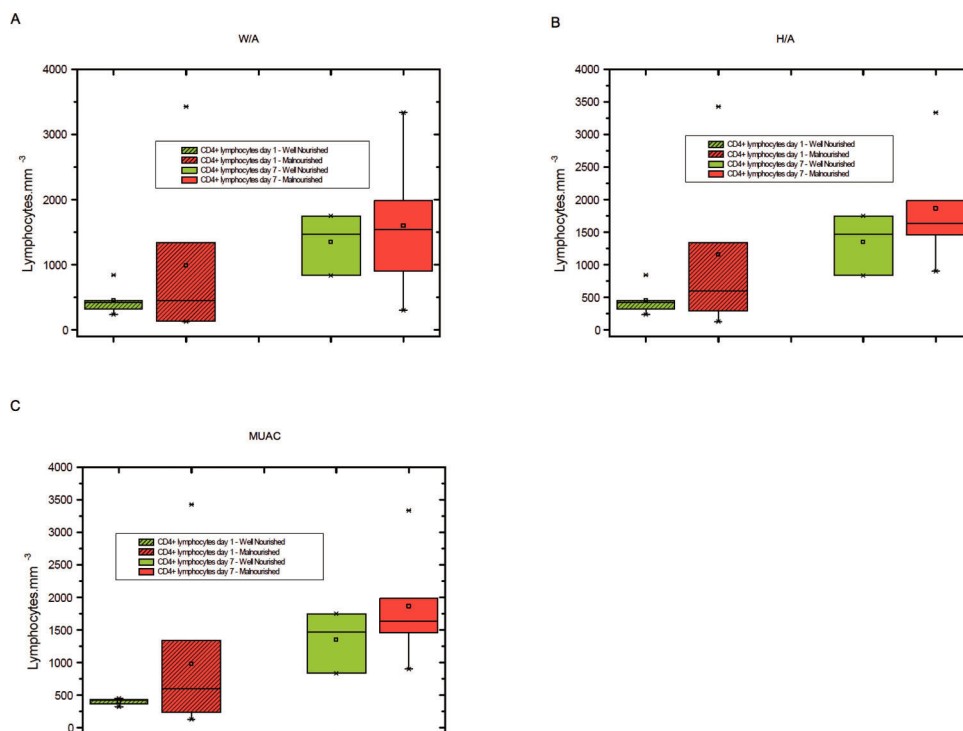 A
W/A
4000
3000
2000
1000
0
Lymphocytes.mm -3
CD4+ lymphocytes day 1 - Well Nourished
CD4+ lymphocytes day 1 - Malnourished
CD4+ lymphocytes day 7 - Well Nourished
CD4+ lymphocytes day 7 - Malnourished
B
H/A
4000
3500
3000
2500
2000
1500
1000
500
0
CD4+ lymphocytes day 1 - Well Nourished
CD4+ lymphocytes day 1 - Malnourished
CD4+ lymphocytes day 7 - Well Nourished
CD4+ lymphocytes day 7 - Malnourished
C
MUAC
4000
3500
3000
2500
2000
1500
1000
500
0
Lymphocytes.mm -3
CD4+ lymphocytes day 1 - Well Nourished
CD4+ lymphocytes day 1 - Malnourished
CD4+ lymphocytes day 7 - Well Nourished
CD4+ lymphocytes day 7 - Malnourished